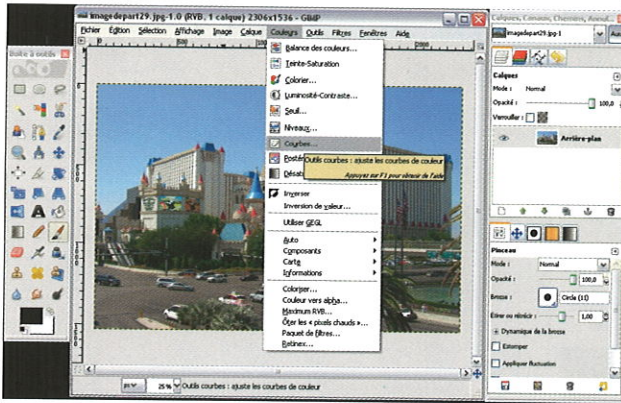 imagedepart29.jpg-1.0 (RVB, 1 calque) 2306x1536 - GIMP
Fichier Édition Sélection Affichage Image Calque Couleurs Outils Filtres Fenêtres Aide
Boîte à outils
Balance des couleurs...
Teinte-Saturation
Colorier...
Luminosité-Contraste...
Seuil...
Niveaux...
Courbes...
Outils courbes : ajuste les courbes de couleur
Appuyez sur F1 pour obtenir de l'aide
Inverser
Inversion de valeur...
Utiliser GEGL
Auto
Composants
Carte
Informations
Coloriser...
Couleur vers alpha...
Maximum RVB...
Ôter les « pixels chauds »...
Paquet de filtres...
Retinex...
25 %
Outils courbes : ajuste les courbes de couleur
Calques, Canaux, Chemins, Annul...
imagedepart29.jpg-1
Calques
Mode : Normal
Opacité : 100,0
Verrouiller :
Arrière-plan
Pinceau
Mode : Normal
Opacité : 100,0
Brosse : Circle (11)
Étirer ou rétrécir : 1,00
Dynamique de la brosse
Estomper
Appliquer fluctuation